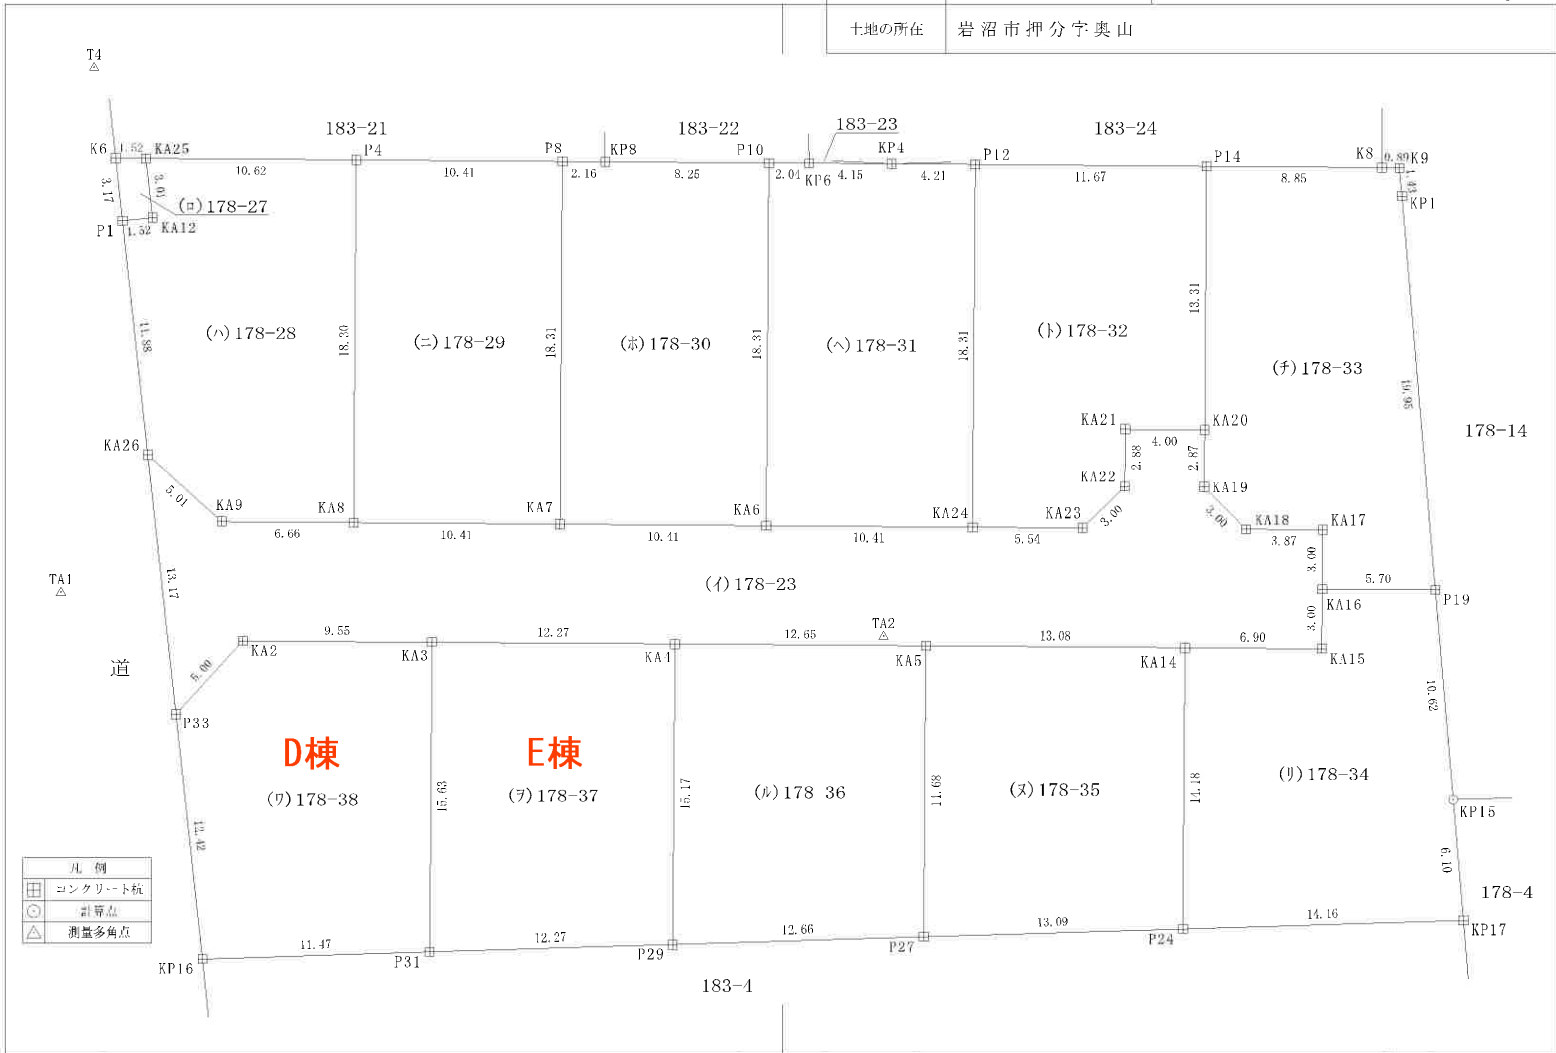 土地の所在 岩沼市押分字奥山
T4
183-21 183-22 183-23 183-24
K6 1.52 KA25 P4 P8 KP8 P10 KP6 KP4 P12 P14 K8 0.89 K9
10.62 10.41 2.16 8.25 2.04 4.15 4.21 11.67 8.85
3.17 3.01 1.43 KP1
(ロ)178-27
P1 1.52 KA12
11.88 18.30 18.31 18.31 18.31 13.31 19.95
(ハ)178-28 (ニ)178-29 (ホ)178-30 (ヘ)178-31 (ト)178-32
(チ)178-33
178-14
KA21 4.00 KA20
KA26 2.88 2.87
KA22 KA19
5.01 KA9 KA8 KA7 KA6 KA24 KA23 3.00 3.00 KA18 KA17
6.66 10.41 10.41 10.41 5.54 3.87 3.00
TA1 13.17 (イ)178-23 5.70
KA16 P19
TA2 3.00
9.55 12.27 12.65 13.08 6.90
KA2 KA3 KA4 KA5 KA14 KA15
道 5.00
P33 10.62
D棟 E棟
(ワ)178-38 (ヲ)178-37 (ル)178 36 (ヌ)178-35 (リ)178-34
15.63 15.17 14.18
KP15
12.42 6.10
178-4
凡 例
コンクリート杭
計算点
測量多角点
11.47 12.27 12.66 13.09 14.16
KP16 P31 P29 P27 P24 KP17
183-4